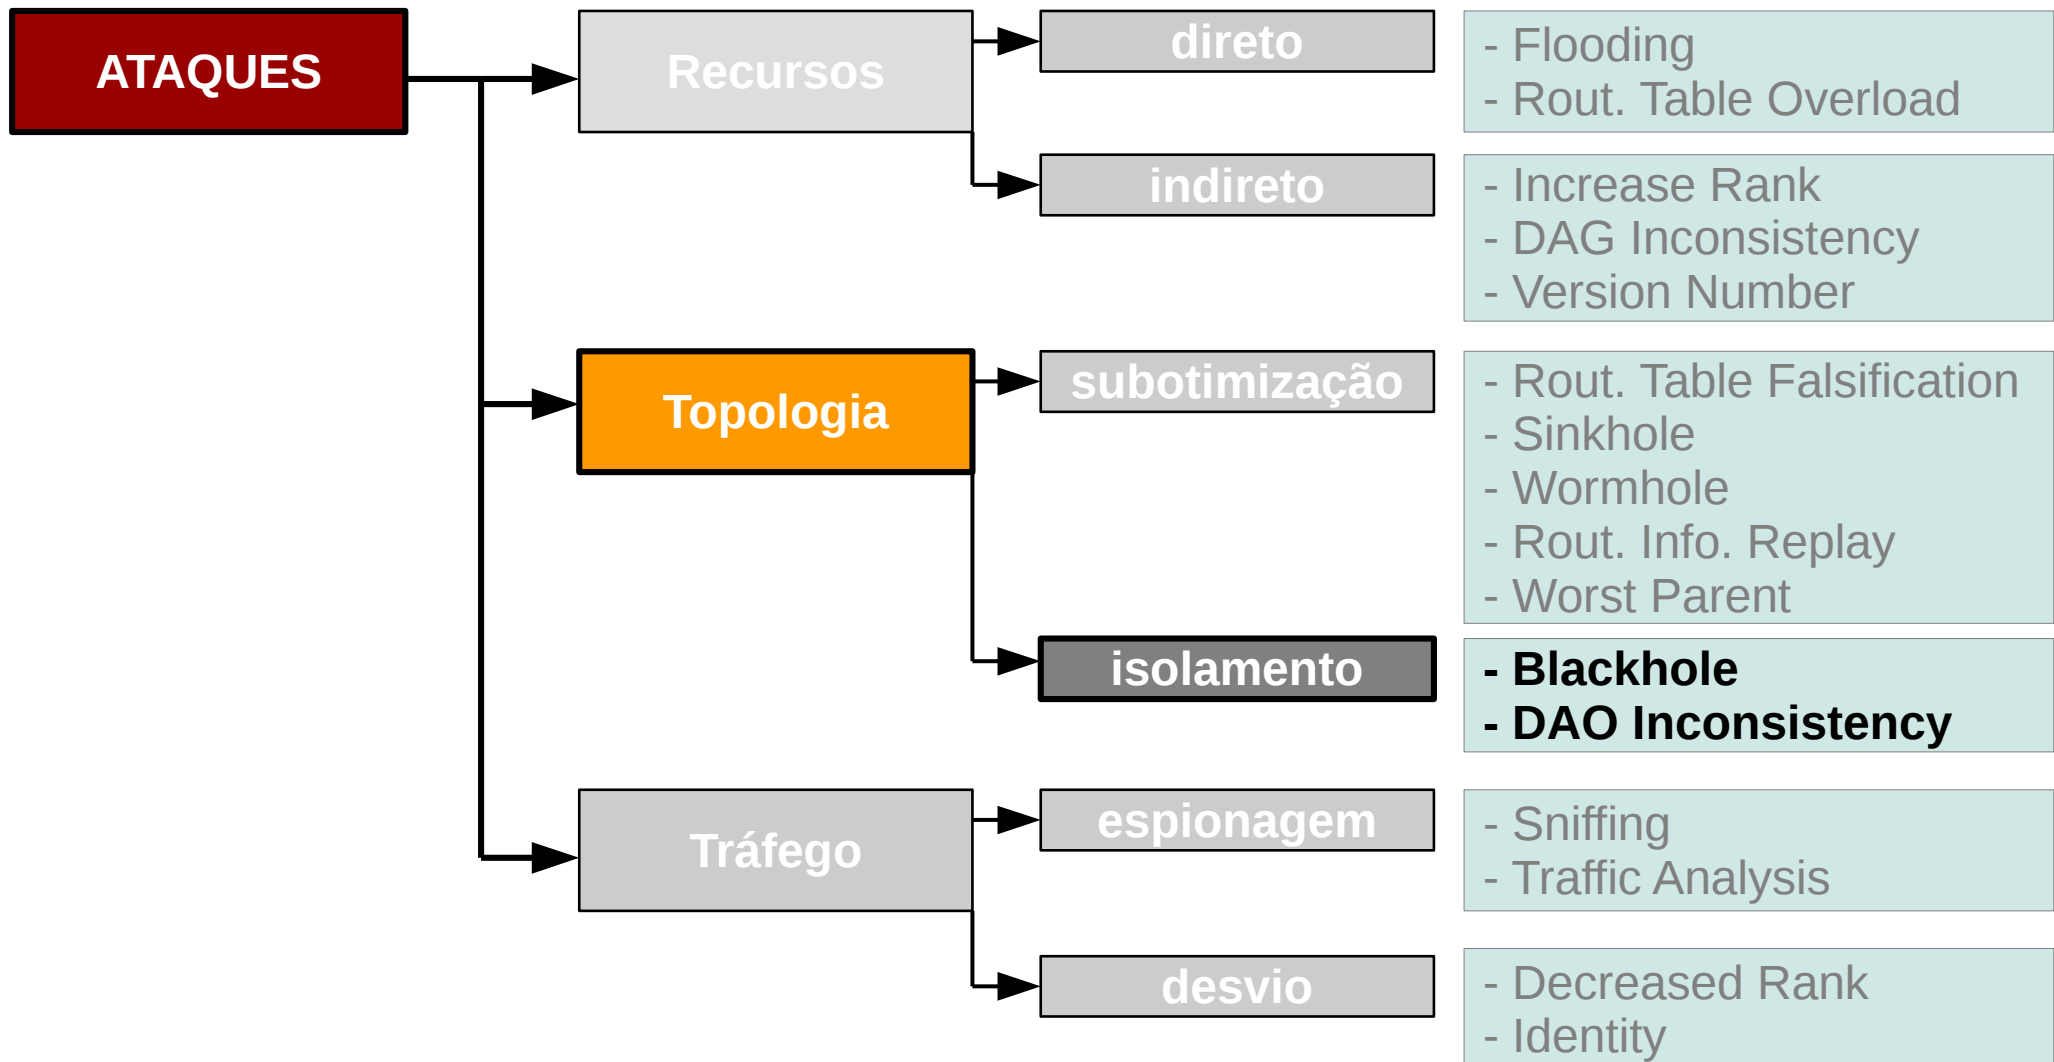 ATAQUES
Recursos
direto
- Flooding
- Rout. Table Overload
indireto
- Increase Rank
- DAG Inconsistency
- Version Number
Topologia
subotimização
- Rout. Table Falsification
- Sinkhole
- Wormhole
- Rout. Info. Replay
- Worst Parent
isolamento
- Blackhole
- DAO Inconsistency
Tráfego
espionagem
- Sniffing
- Traffic Analysis
desvio
- Decreased Rank
- Identity